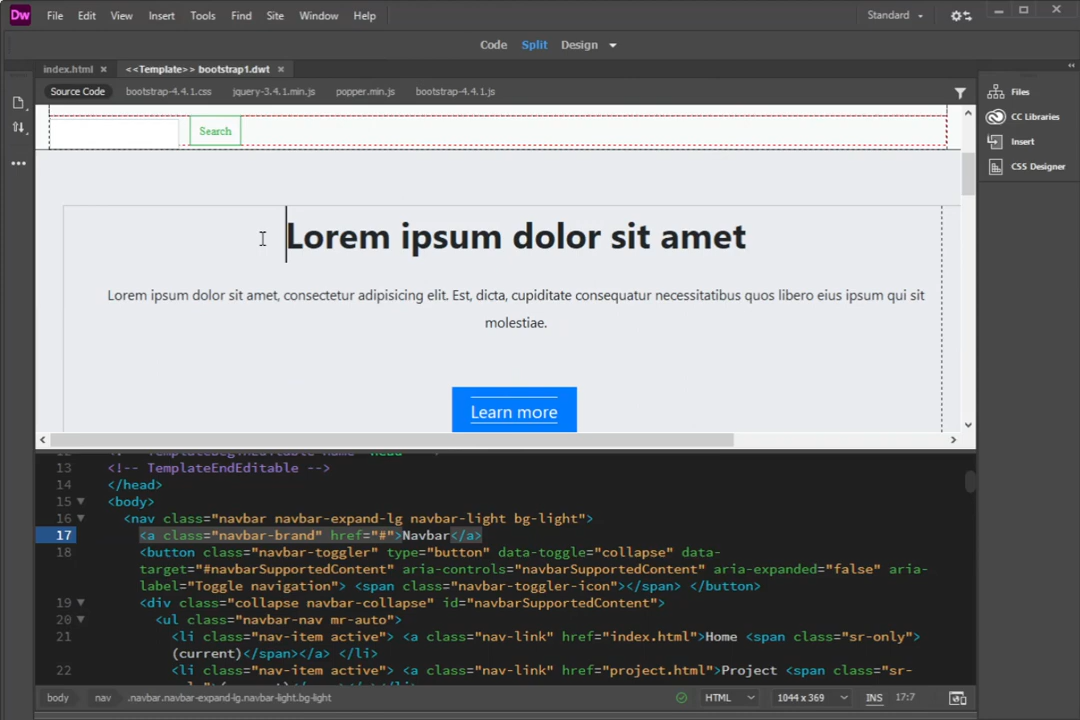 Dw File Edit View Insert Tools Find Site Window Help Standard
Code Split Design
index.html × <<Template>> bootstrap1.dwt ×
Source Code bootstrap-4.4.1.css jquery-3.4.1.min.js popper.min.js bootstrap-4.4.1.js
Files
CC Libraries
Insert
CSS Designer
Search
Lorem ipsum dolor sit amet
Lorem ipsum dolor sit amet, consectetur adipisicing elit. Est, dicta, cupiditate consequatur necessitatibus quos libero eius ipsum qui sit
molestiae.
Learn more
13 <!-- TemplateEndEditable -->
14 </head>
15 <body>
16 <nav class="navbar navbar-expand-lg navbar-light bg-light">
17 <a class="navbar-brand" href="#">Navbar</a>
18 <button class="navbar-toggler" type="button" data-toggle="collapse" data-
target="#navbarSupportedContent" aria-controls="navbarSupportedContent" aria-expanded="false" aria-
label="Toggle navigation"> <span class="navbar-toggler-icon"></span> </button>
19 <div class="collapse navbar-collapse" id="navbarSupportedContent">
20 <ul class="navbar-nav mr-auto">
21 <li class="nav-item active"> <a class="nav-link" href="index.html">Home <span class="sr-only">
(current)</span></a> </li>
22 <li class="nav-item active"> <a class="nav-link" href="project.html">Project <span class="sr-
body nav .navbar.navbar-expand-lg.navbar-light.bg-light HTML 1044 x 369 INS 17:7